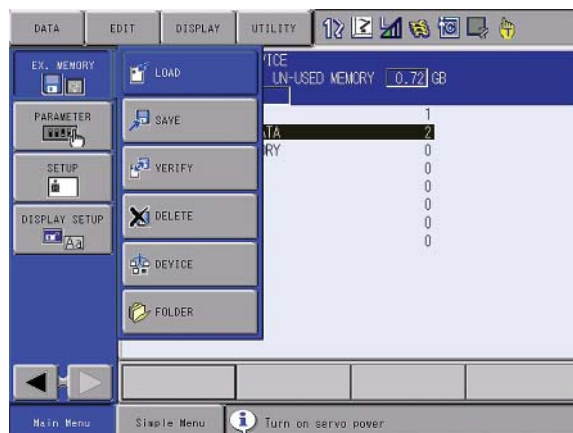 DATA EDIT DISPLAY UTILITY
EX. MEMORY
LOAD
VICE
UN-USED MEMORY 0.72 GB
1
PARAMETER
SAVE
TA 2
RY 0
SETUP
VERIFY
0
0
DISPLAY SETUP
Aa
DELETE
0
0
0
DEVICE
FOLDER
Main Menu Simple Menu Turn on servo power